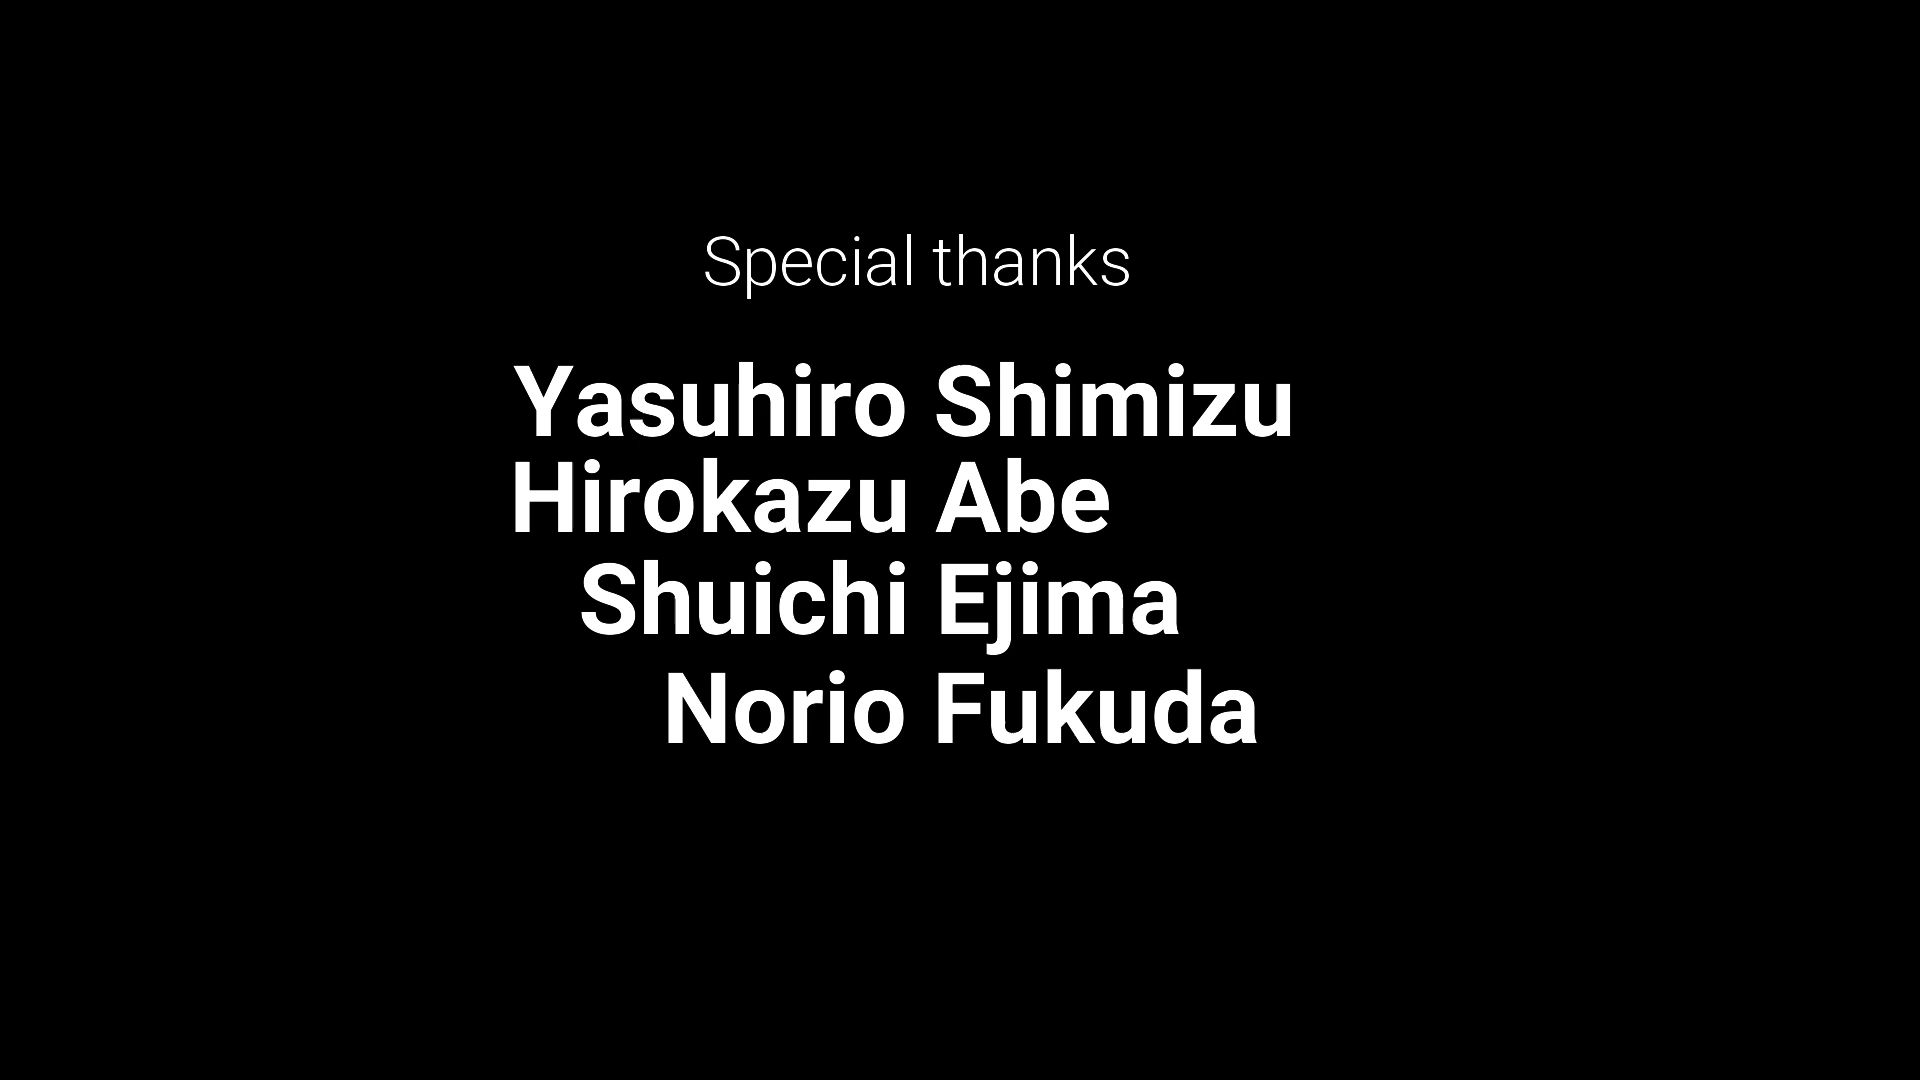 Special thanks
Yasuhiro Shimizu
Hirokazu Abe
Shuichi Ejima
Norio Fukuda